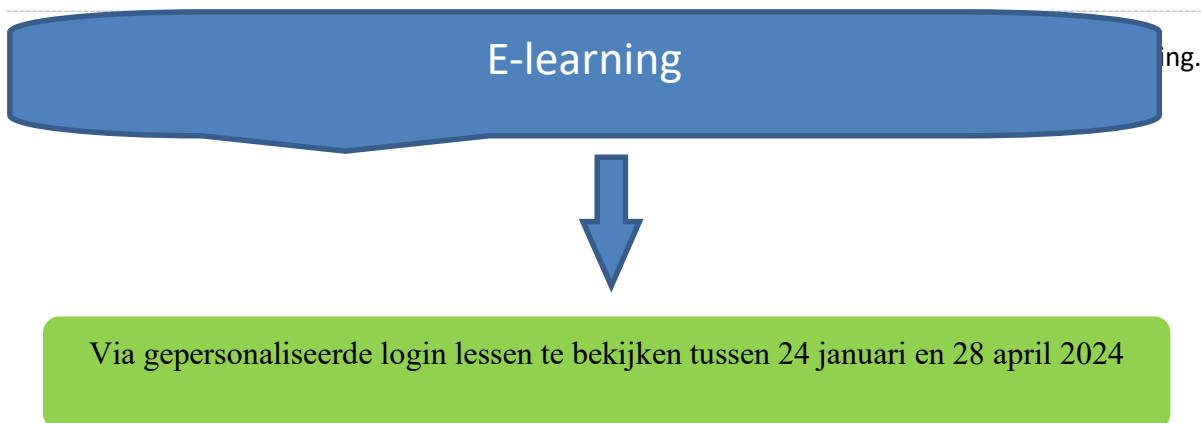 E-learning
ing.
Via gepersonaliseerde login lessen te bekijken tussen 24 januari en 28 april 2024